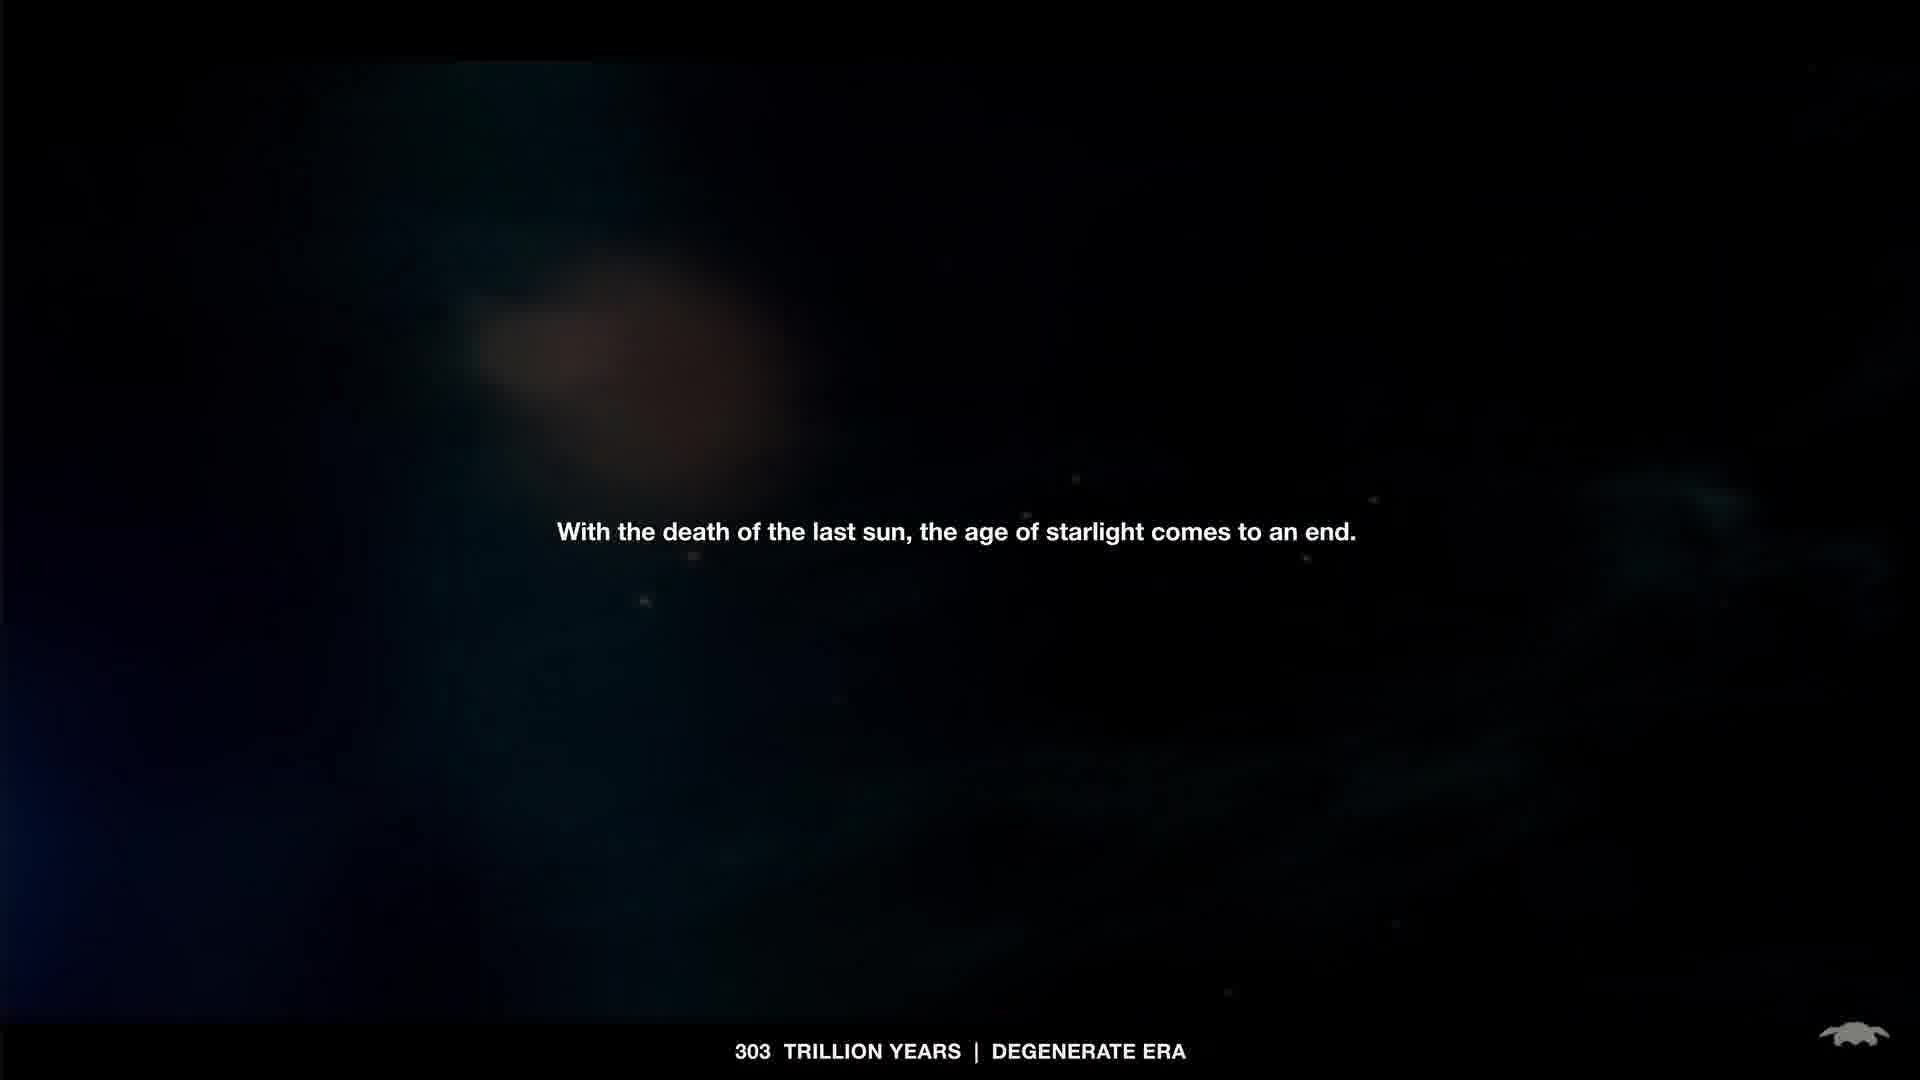 With the death of the last sun, the age of starlight comes to an end.
303 TRILLION YEARS | DEGENERATE ERA